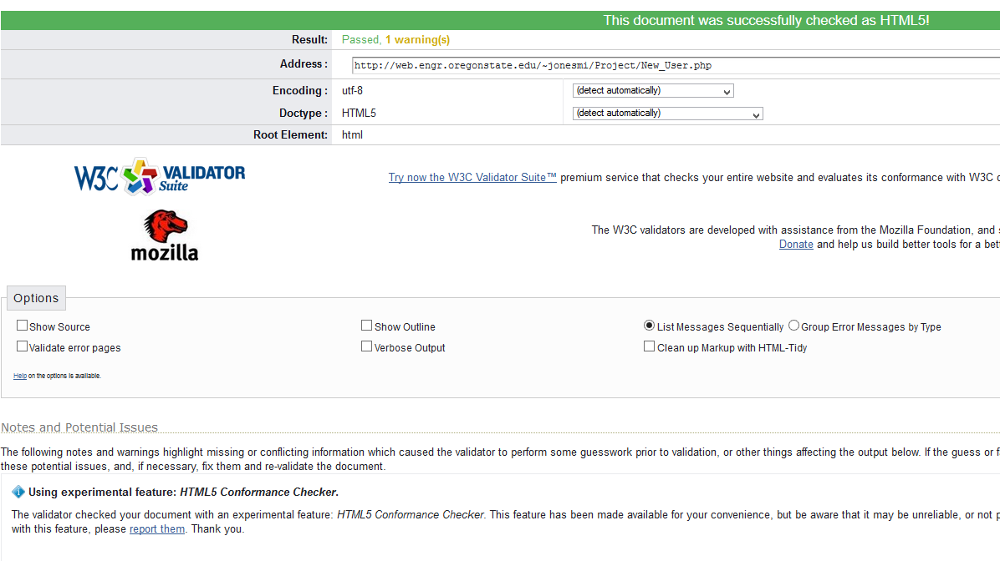 This document was successfully checked as HTML5!
Result: Passed, 1 warning(s)
Address : http://web.engr.oregonstate.edu/~jonesmi/Project/New_User.php
Encoding : utf-8 (detect automatically)
Doctype : HTML5 (detect automatically)
Root Element: html
W3C VALIDATOR Suite
Try now the W3C Validator Suite™ premium service that checks your entire website and evaluates its conformance with W3C
mozilla
The W3C validators are developed with assistance from the Mozilla Foundation, and
Donate and help us build better tools for a
Options
Show Source Show Outline List Messages Sequentially Group Error Messages by Type
Validate error pages Verbose Output Clean up Markup with HTML-Tidy
Help on the options is available.
Notes and Potential Issues
The following notes and warnings highlight missing or conflicting information which caused the validator to perform some guesswork prior to validation, or other things affecting the output below. If the guess or
these potential issues, and, if necessary, fix them and re-validate the document.
i Using experimental feature: HTML5 Conformance Checker.
The validator checked your document with an experimental feature: HTML5 Conformance Checker. This feature has been made available for your convenience, but be aware that it may be unreliable, or not
with this feature, please report them. Thank you.